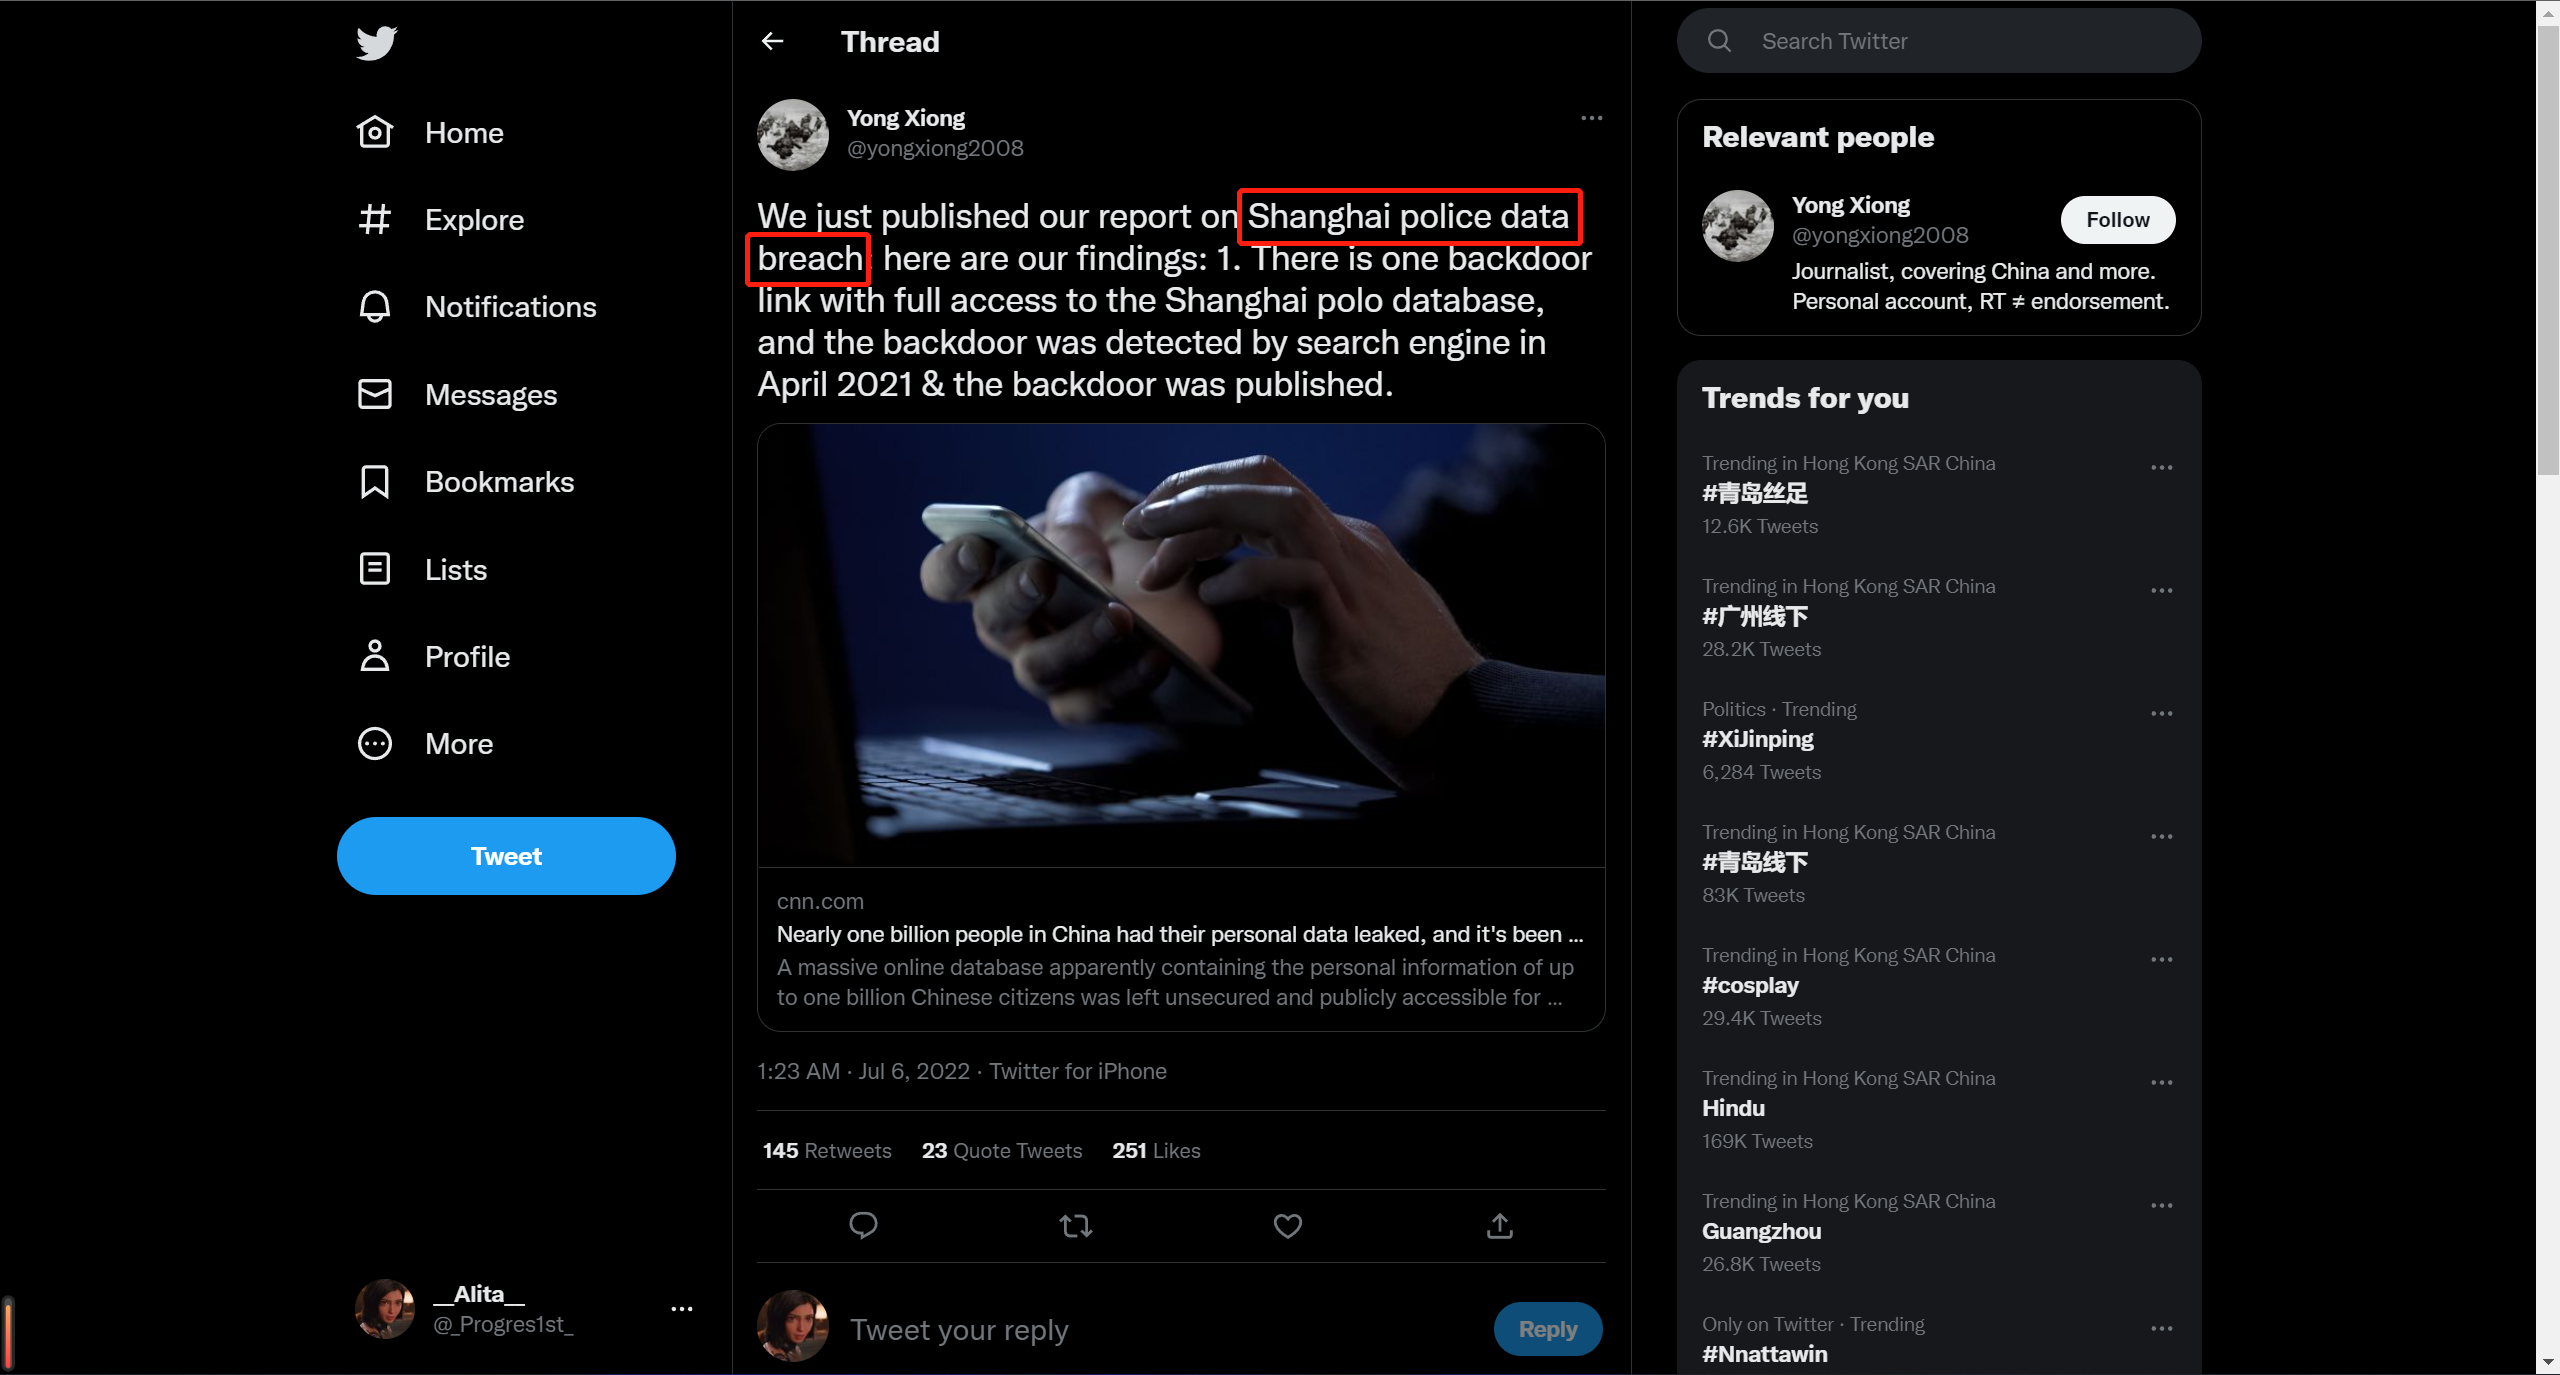 Home
Explore
Notifications
Messages
Bookmarks
Lists
Profile
More
Tweet
__Alita__
@_Progres1st_
Thread
Yong Xiong
@yongxiong2008
We just published our report on Shanghai police data
breach: here are our findings: 1. There is one backdoor
link with full access to the Shanghai polo database,
and the backdoor was detected by search engine in
April 2021 & the backdoor was published.
cnn.com
Nearly one billion people in China had their personal data leaked, and it's been ...
A massive online database apparently containing the personal information of up
to one billion Chinese citizens was left unsecured and publicly accessible for ...
1:23 AM · Jul 6, 2022 · Twitter for iPhone
145 Retweets 23 Quote Tweets 251 Likes
Tweet your reply
Reply
Search Twitter
Relevant people
Yong Xiong
@yongxiong2008
Follow
Journalist, covering China and more.
Personal account, RT ≠ endorsement.
Trends for you
Trending in Hong Kong SAR China
#青岛丝足
12.6K Tweets
Trending in Hong Kong SAR China
#广州线下
28.2K Tweets
Politics · Trending
#XiJinping
6,284 Tweets
Trending in Hong Kong SAR China
#青岛线下
83K Tweets
Trending in Hong Kong SAR China
#cosplay
29.4K Tweets
Trending in Hong Kong SAR China
Hindu
169K Tweets
Trending in Hong Kong SAR China
Guangzhou
26.8K Tweets
Only on Twitter · Trending
#Nnattawin